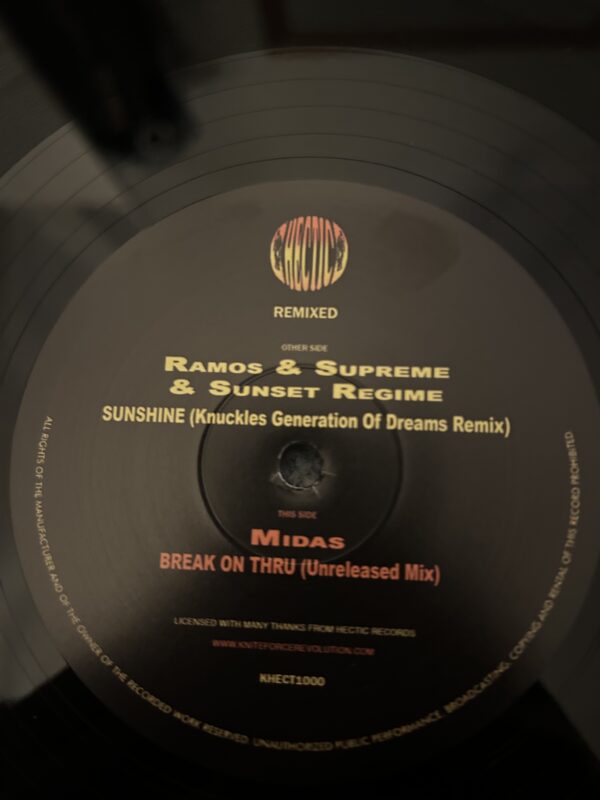 HECTIC
REMIXED
OTHER SIDE
RAMOS & SUPREME
& SUNSET REGIME
SUNSHINE (Knuckles Generation Of Dreams Remix)
THIS SIDE
MIDAS
BREAK ON THRU (Unreleased Mix)
LICENSED WITH MANY THANKS FROM HECTIC RECORDS
WWW.KNITEFORCEREVOLUTION.COM
KHECT1000
ALL RIGHTS OF THE MANUFACTURER AND OF THE OWNER OF THE RECORDED WORK RESERVED. UNAUTHORIZED PUBLIC PERFORMANCE, BROADCASTING, COPYING AND RENTAL OF THIS RECORD PROHIBITED.